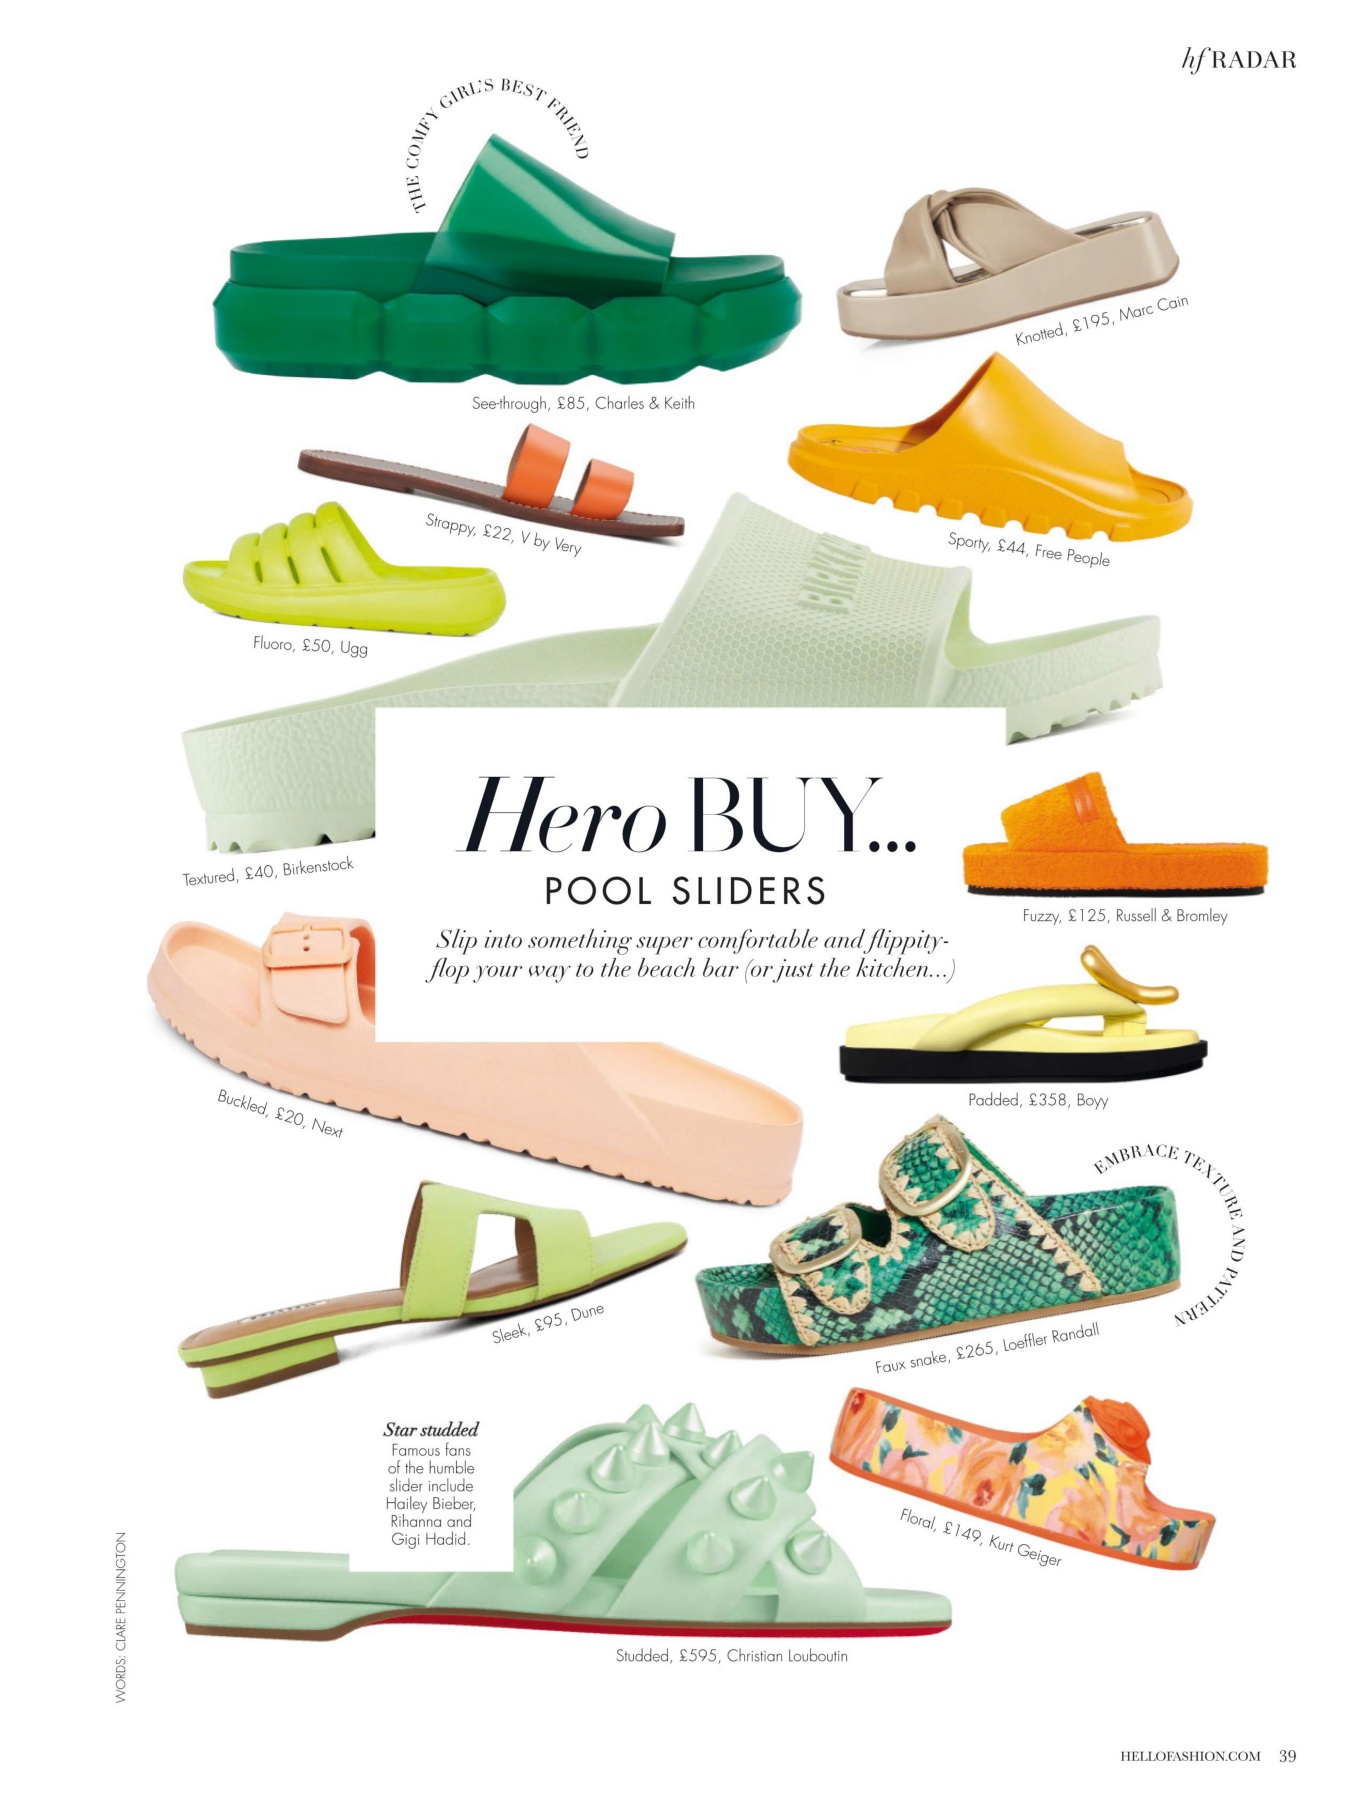 hf RADAR
THE COMFY GIRL'S BEST FRIEND
Knotted, £195, Marc Cain
See-through, £85, Charles & Keith
Strappy, £22, V by Very
Sporty, £44, Free People
Fluoro, £50, Ugg
Textured, £40, Birkenstock
Hero BUY...
POOL SLIDERS
Slip into something super comfortable and flippity-
flop your way to the beach bar (or just the kitchen...)
Fuzzy, £125, Russell & Bromley
Padded, £358, Boyy
Buckled, £20, Next
EMBRACE TEXTURE AND PATTERN
Sleek, £95, Dune
Faux snake, £265, Loeffler Randall
Star studded
Famous fans
of the humble
slider include
Hailey Bieber,
Rihanna and
Gigi Hadid.
Floral, £149, Kurt Geiger
Studded, £595, Christian Louboutin
WORDS: CLARE PENNINGTON
HELLOFASHION.COM 39